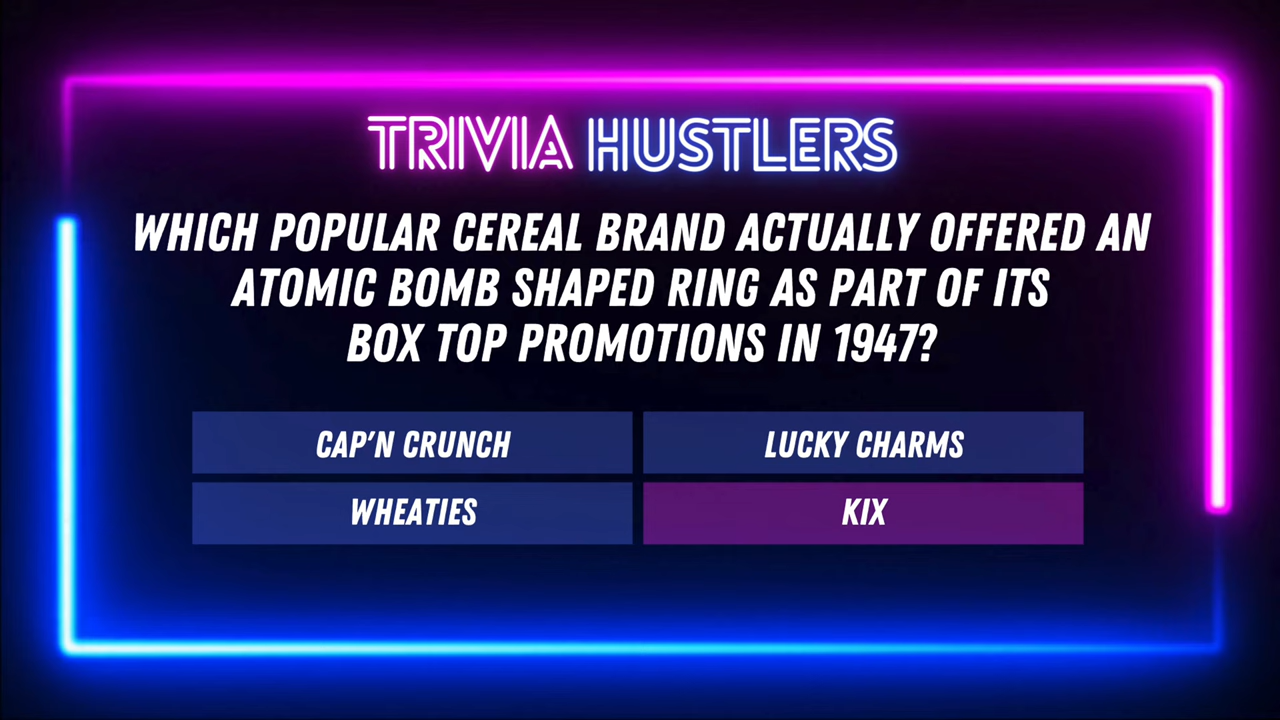 TRIVIA HUSTLERS
WHICH POPULAR CEREAL BRAND ACTUALLY OFFERED AN
ATOMIC BOMB SHAPED RING AS PART OF ITS
BOX TOP PROMOTIONS IN 1947?
CAP'N CRUNCH
LUCKY CHARMS
WHEATIES
KIX